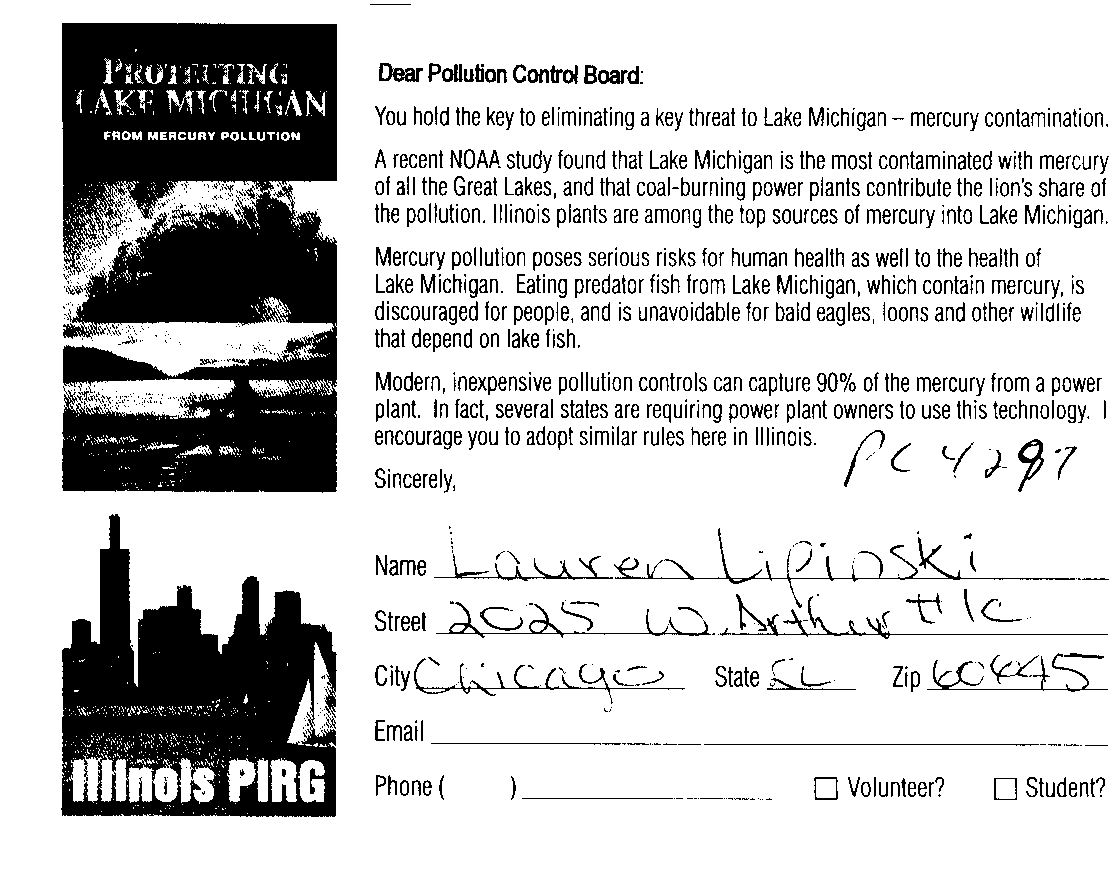 PROTECTING
LAKE MICHIGAN
FROM MERCURY POLLUTION
Illinois PIRG
Dear Pollution Control Board:
You hold the key to eliminating a key threat to Lake Michigan – mercury contamination.
A recent NOAA study found that Lake Michigan is the most contaminated with mercury
of all the Great Lakes, and that coal-burning power plants contribute the lion's share of
the pollution. Illinois plants are among the top sources of mercury into Lake Michigan.
Mercury pollution poses serious risks for human health as well to the health of
Lake Michigan. Eating predator fish from Lake Michigan, which contain mercury, is
discouraged for people, and is unavoidable for bald eagles, loons and other wildlife
that depend on lake fish.
Modern, inexpensive pollution controls can capture 90% of the mercury from a power
plant. In fact, several states are requiring power plant owners to use this technology. I
encourage you to adopt similar rules here in Illinois.
PC 4297
Sincerely,
Name Lauren Lipinski
Street 2025 W. Arthur # 1C
City Chicago State IL Zip 60645
Email
Phone ( )
Volunteer? Student?